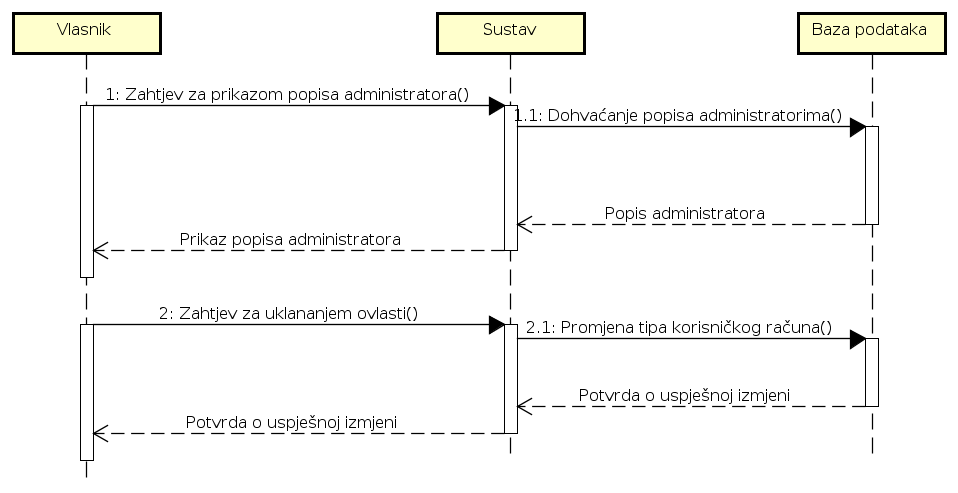 Vlasnik
Sustav
Baza podataka
1: Zahtjev za prikazom popisa administratora()
1.1: Dohvaćanje popisa administratorima()
Popis administratora
Prikaz popisa administratora
2: Zahtjev za uklananjem ovlasti()
2.1: Promjena tipa korisničkog računa()
Potvrda o uspješnoj izmjeni
Potvrda o uspješnoj izmjeni